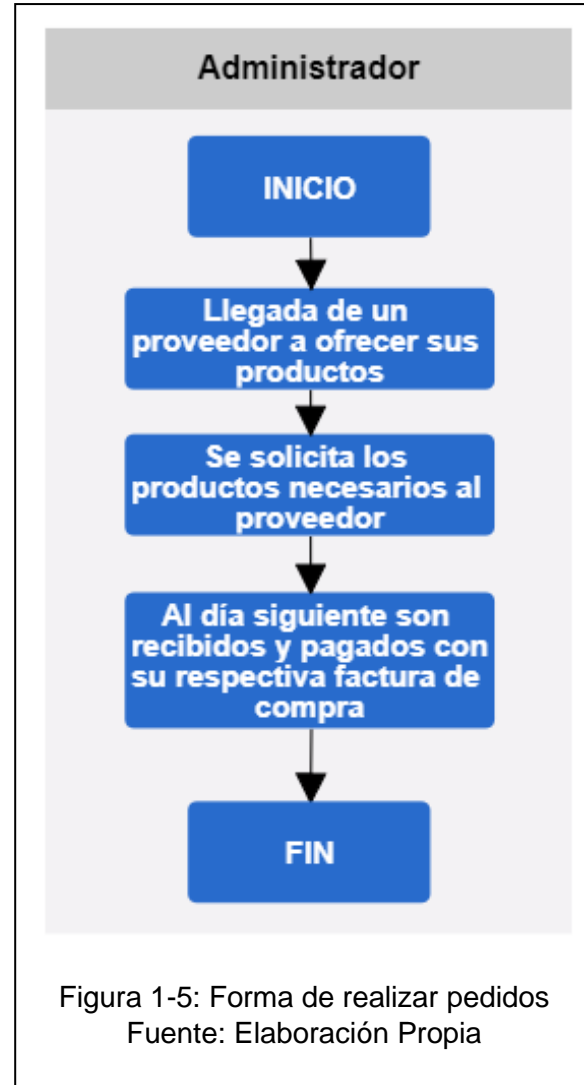 Administrador
INICIO
Llegada de un
proveedor a ofrecer sus
productos
Se solicita los
productos necesarios al
proveedor
Al día siguiente son
recibidos y pagados con
su respectiva factura de
compra
FIN
Figura 1-5: Forma de realizar pedidos
Fuente: Elaboración Propia